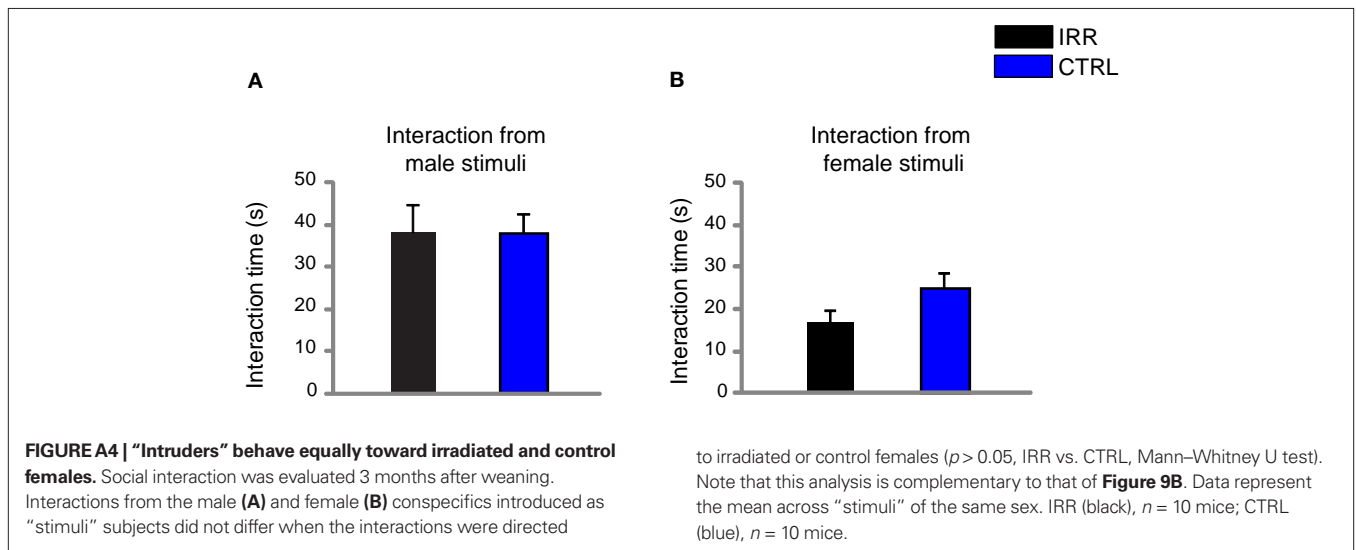 IRR
CTRL
A
Interaction from
male stimuli
Interaction time (s)
50
40
30
20
10
0
B
Interaction from
female stimuli
Interaction time (s)
50
40
30
20
10
0
FIGURE A4 | “Intruders” behave equally toward irradiated and control
females. Social interaction was evaluated 3 months after weaning.
Interactions from the male (A) and female (B) conspecifics introduced as
“stimuli” subjects did not differ when the interactions were directed
to irradiated or control females (p > 0.05, IRR vs. CTRL, Mann–Whitney U test).
Note that this analysis is complementary to that of Figure 9B. Data represent
the mean across “stimuli” of the same sex. IRR (black), n = 10 mice; CTRL
(blue), n = 10 mice.